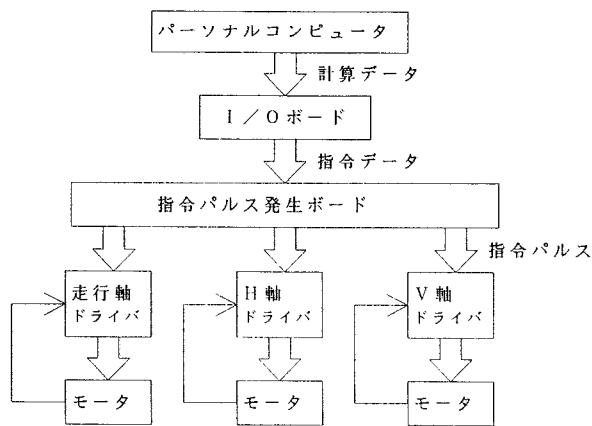 パーソナルコンピュータ
計算データ
I/Oボード
指令データ
指令パルス発生ボード
指令パルス
走行軸
ドライバ
H軸
ドライバ
V軸
ドライバ
モータ
モータ
モータ